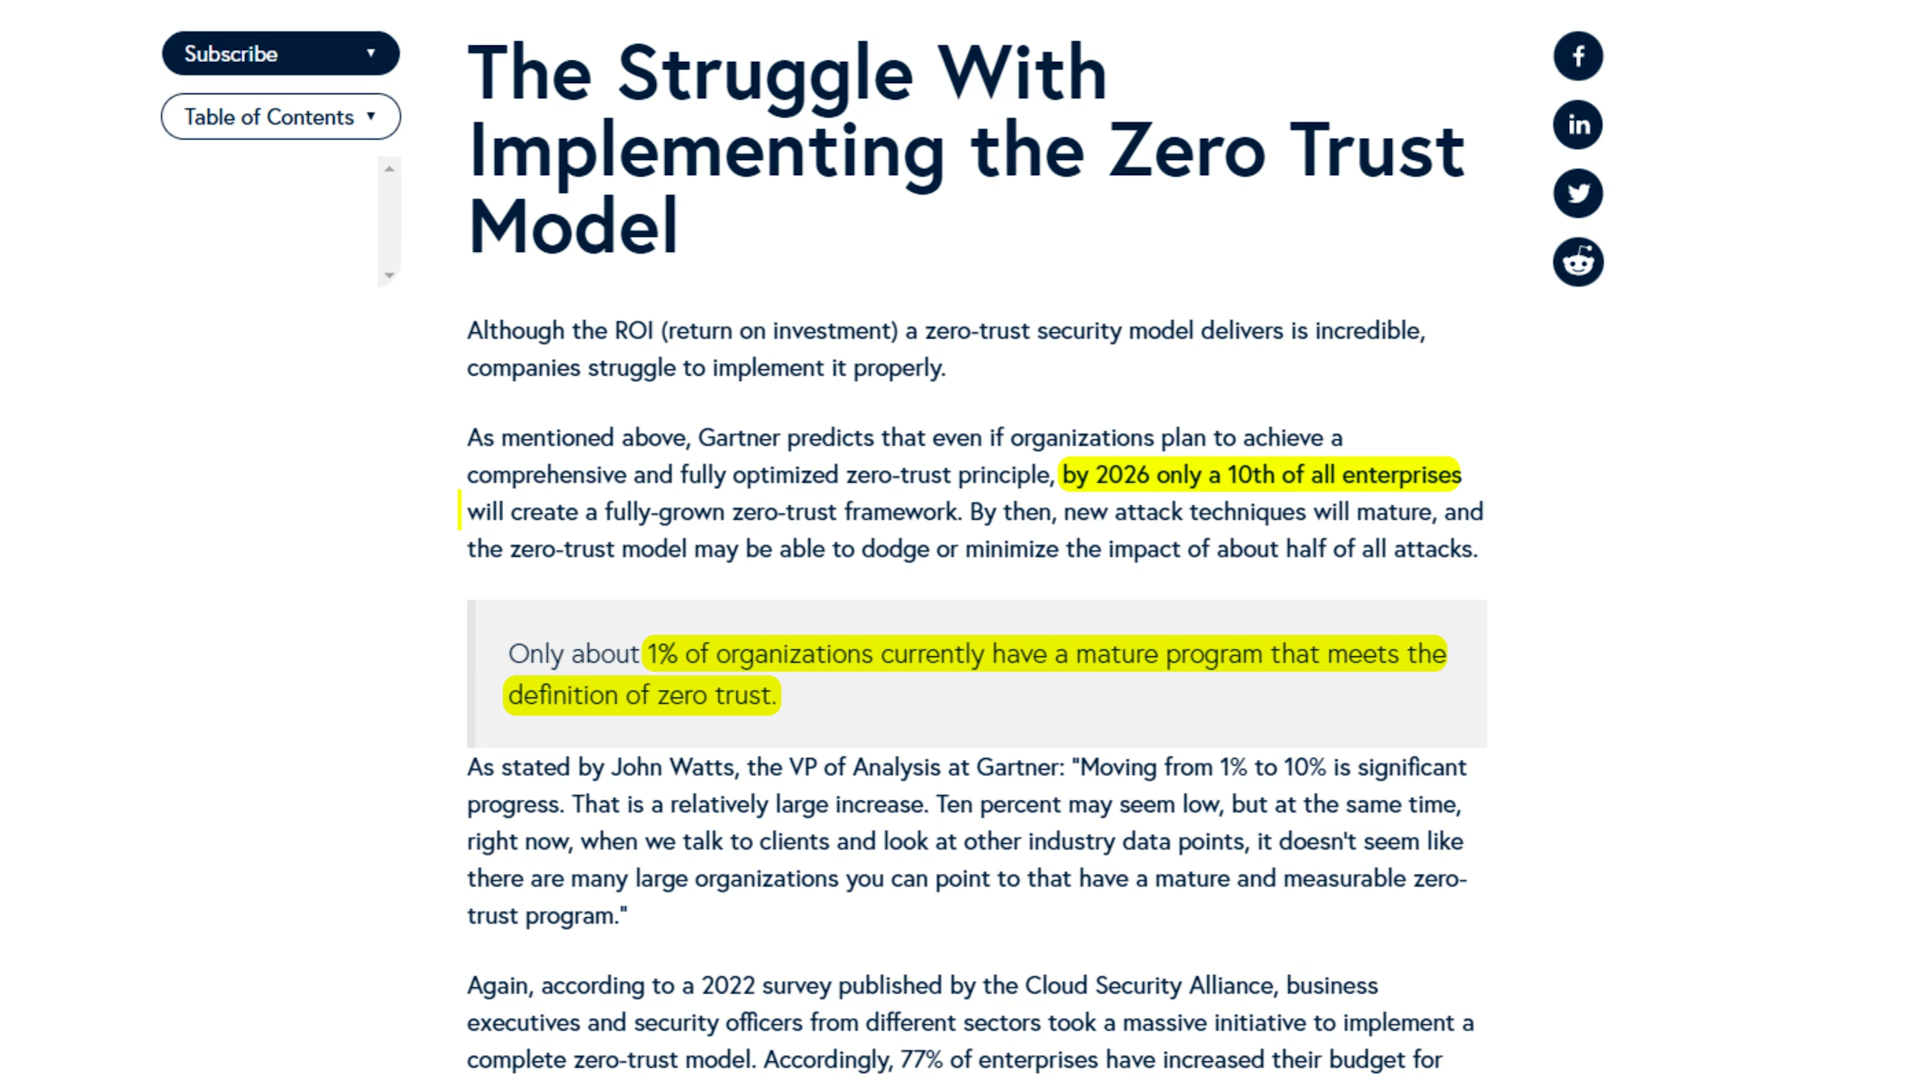 Subscribe
Table of Contents
The Struggle With
Implementing the Zero Trust
Model
Although the ROI (return on investment) a zero-trust security model delivers is incredible,
companies struggle to implement it properly.
As mentioned above, Gartner predicts that even if organizations plan to achieve a
comprehensive and fully optimized zero-trust principle, by 2026 only a 10th of all enterprises
will create a fully-grown zero-trust framework. By then, new attack techniques will mature, and
the zero-trust model may be able to dodge or minimize the impact of about half of all attacks.
Only about 1% of organizations currently have a mature program that meets the
definition of zero trust.
As stated by John Watts, the VP of Analysis at Gartner: "Moving from 1% to 10% is significant
progress. That is a relatively large increase. Ten percent may seem low, but at the same time,
right now, when we talk to clients and look at other industry data points, it doesn't seem like
there are many large organizations you can point to that have a mature and measurable zero-
trust program."
Again, according to a 2022 survey published by the Cloud Security Alliance, business
executives and security officers from different sectors took a massive initiative to implement a
complete zero-trust model. Accordingly, 77% of enterprises have increased their budget for